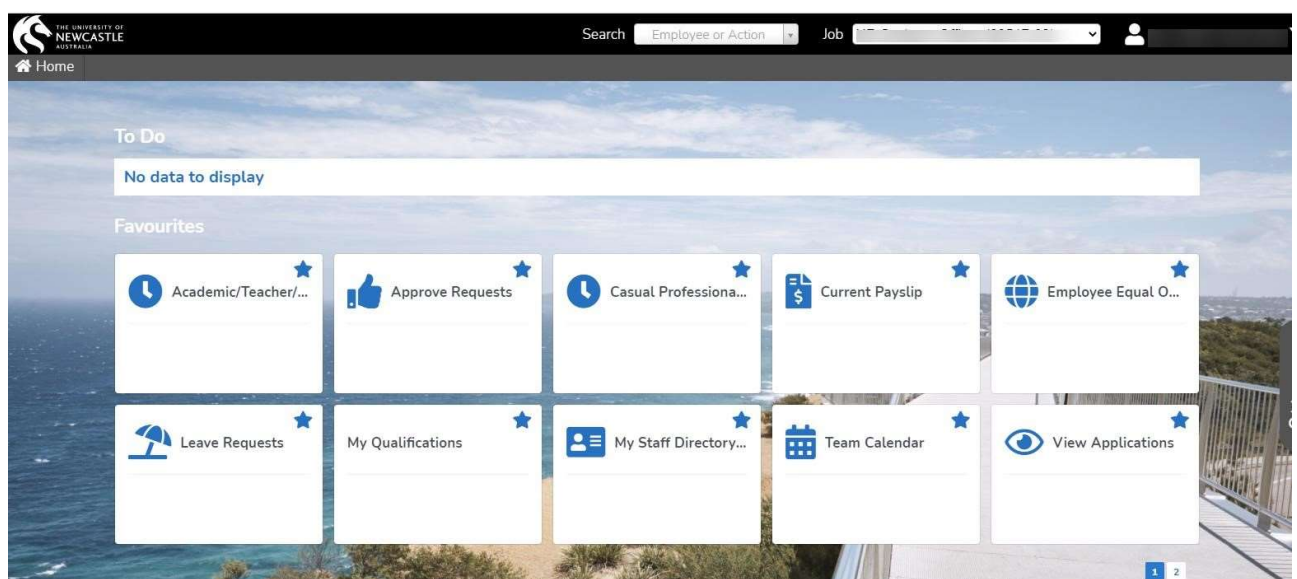 THE UNIVERSITY OF
NEWCASTLE
AUSTRALIA
Search Employee or Action Job
Home
To Do
No data to display
Favourites
Academic/Teacher/... Approve Requests Casual Professiona... Current Payslip Employee Equal O...
Leave Requests My Qualifications My Staff Directory... Team Calendar View Applications
1 2